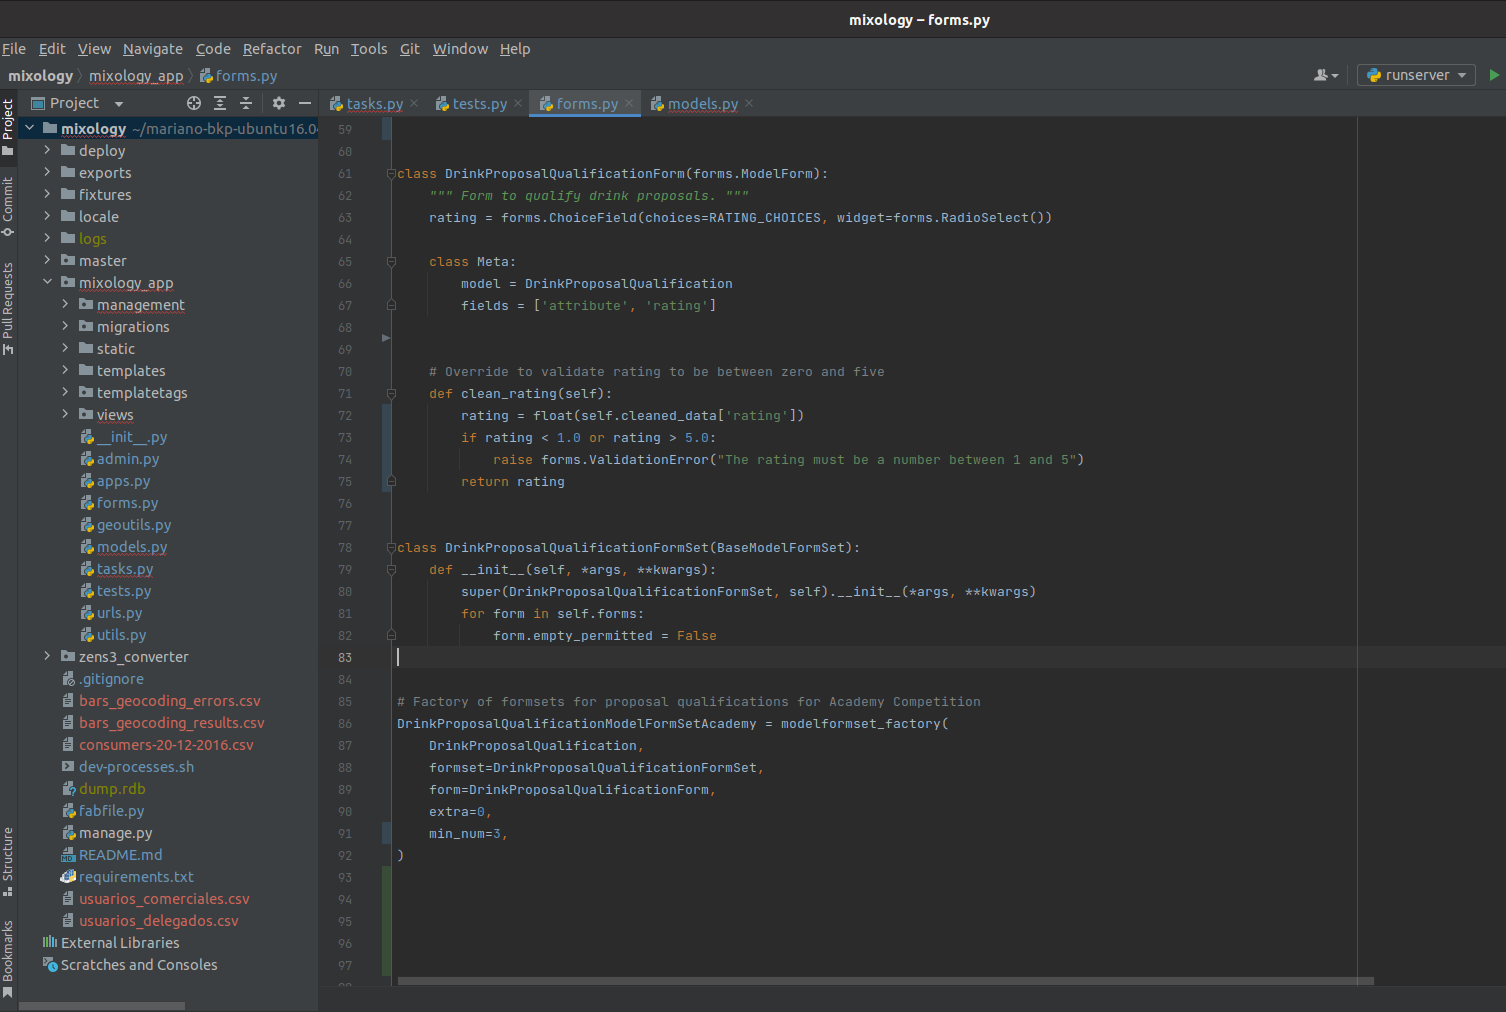 mixology – forms.py
File Edit View Navigate Code Refactor Run Tools Git Window Help
mixology mixology_app forms.py
runserver
Project
tasks.py tests.py forms.py models.py
Project
Commit
Pull Requests
Structure
Bookmarks
mixology ~/mariano-bkp-ubuntu16.04
deploy
exports
fixtures
locale
logs
master
mixology_app
management
migrations
static
templates
templatetags
views
__init__.py
admin.py
apps.py
forms.py
geoutils.py
models.py
tasks.py
tests.py
urls.py
utils.py
zens3_converter
.gitignore
bars_geocoding_errors.csv
bars_geocoding_results.csv
consumers-20-12-2016.csv
dev-processes.sh
dump.rdb
fabfile.py
manage.py
README.md
requirements.txt
usuarios_comerciales.csv
usuarios_delegados.csv
External Libraries
Scratches and Consoles
59
60
61 class DrinkProposalQualificationForm(forms.ModelForm):
62 """ Form to qualify drink proposals. """
63 rating = forms.ChoiceField(choices=RATING_CHOICES, widget=forms.RadioSelect())
64
65 class Meta:
66 model = DrinkProposalQualification
67 fields = ['attribute', 'rating']
68
69
70 # Override to validate rating to be between zero and five
71 def clean_rating(self):
72 rating = float(self.cleaned_data['rating'])
73 if rating < 1.0 or rating > 5.0:
74 raise forms.ValidationError("The rating must be a number between 1 and 5")
75 return rating
76
77
78 class DrinkProposalQualificationFormSet(BaseModelFormSet):
79 def __init__(self, *args, **kwargs):
80 super(DrinkProposalQualificationFormSet, self).__init__(*args, **kwargs)
81 for form in self.forms:
82 form.empty_permitted = False
83
84
85 # Factory of formsets for proposal qualifications for Academy Competition
86 DrinkProposalQualificationModelFormSetAcademy = modelformset_factory(
87 DrinkProposalQualification,
88 formset=DrinkProposalQualificationFormSet,
89 form=DrinkProposalQualificationForm,
90 extra=0,
91 min_num=3,
92 )
93
94
95
96
97